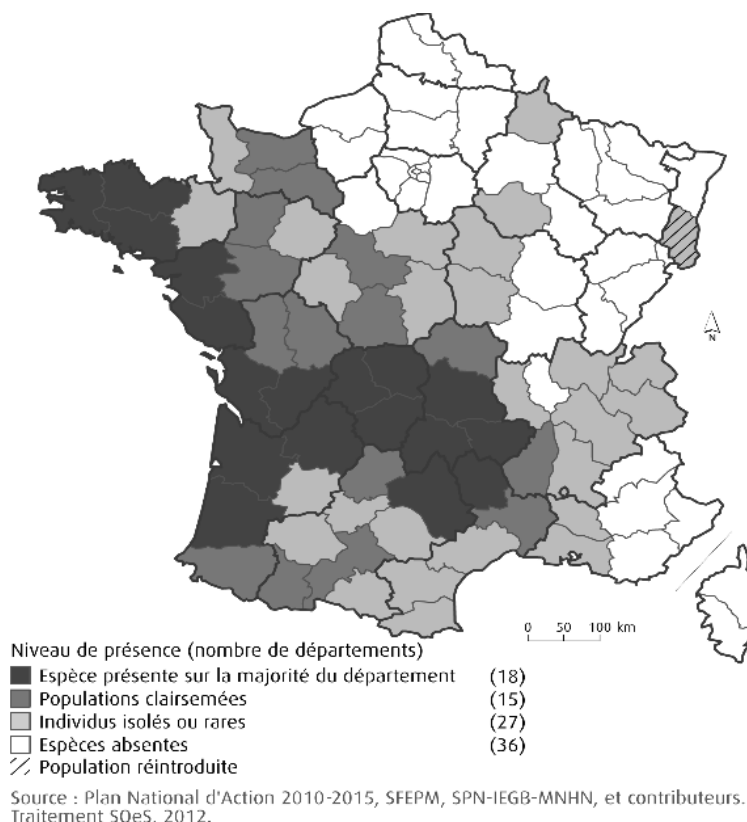 N
0 50 100 km
Niveau de présence (nombre de départements)
Espèce présente sur la majorité du département (18)
Populations clairsemées (15)
Individus isolés ou rares (27)
Espèces absentes (36)
Population réintroduite
Source : Plan National d'Action 2010-2015, SFEPM, SPN-IEGB-MNHN, et contributeurs.
Traitement SOeS, 2012.